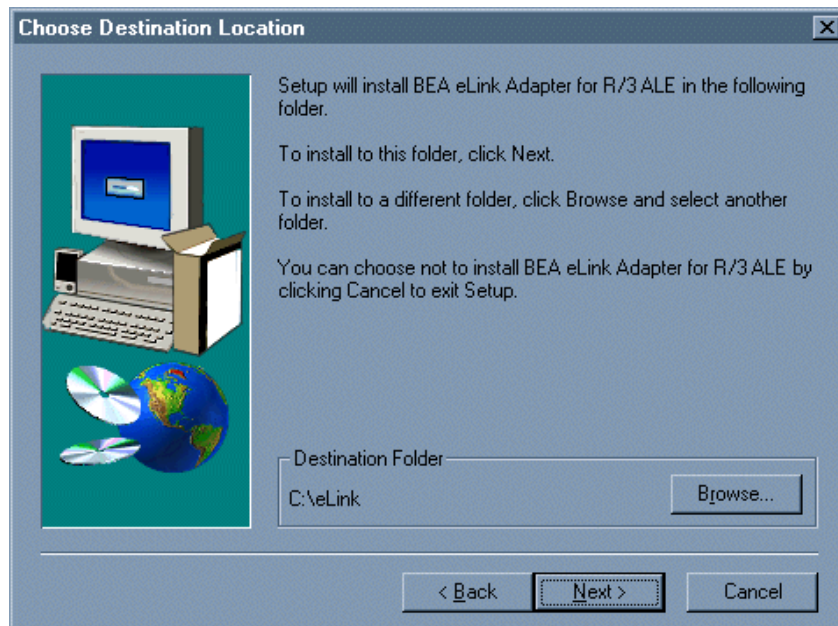 Choose Destination Location
Setup will install BEA eLink Adapter for R/3 ALE in the following
folder.
To install to this folder, click Next.
To install to a different folder, click Browse and select another
folder.
You can choose not to install BEA eLink Adapter for R/3 ALE by
clicking Cancel to exit Setup.
Destination Folder
C:\eLink
Browse...
< Back
Next >
Cancel